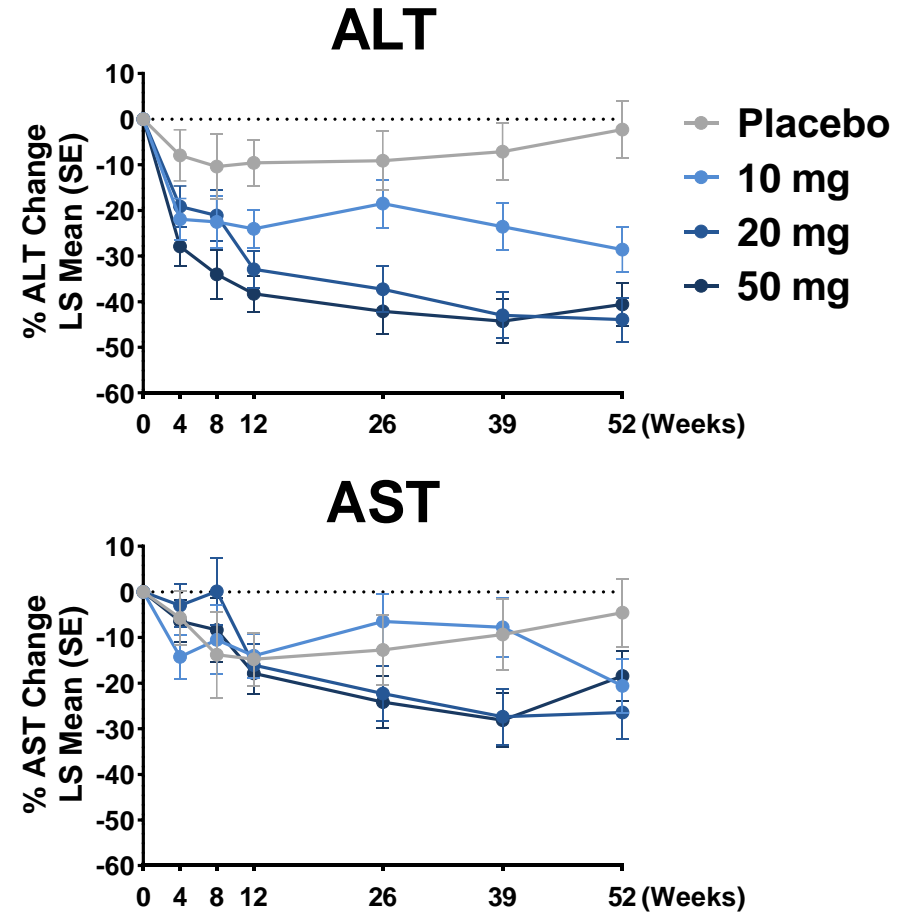 ALT
% ALT Change
LS Mean (SE)
10
0
-10
-20
-30
-40
-50
-60
0 4 8 12 26 39 52 (Weeks)
Placebo
10 mg
20 mg
50 mg
AST
% AST Change
LS Mean (SE)
10
0
-10
-20
-30
-40
-50
-60
0 4 8 12 26 39 52 (Weeks)